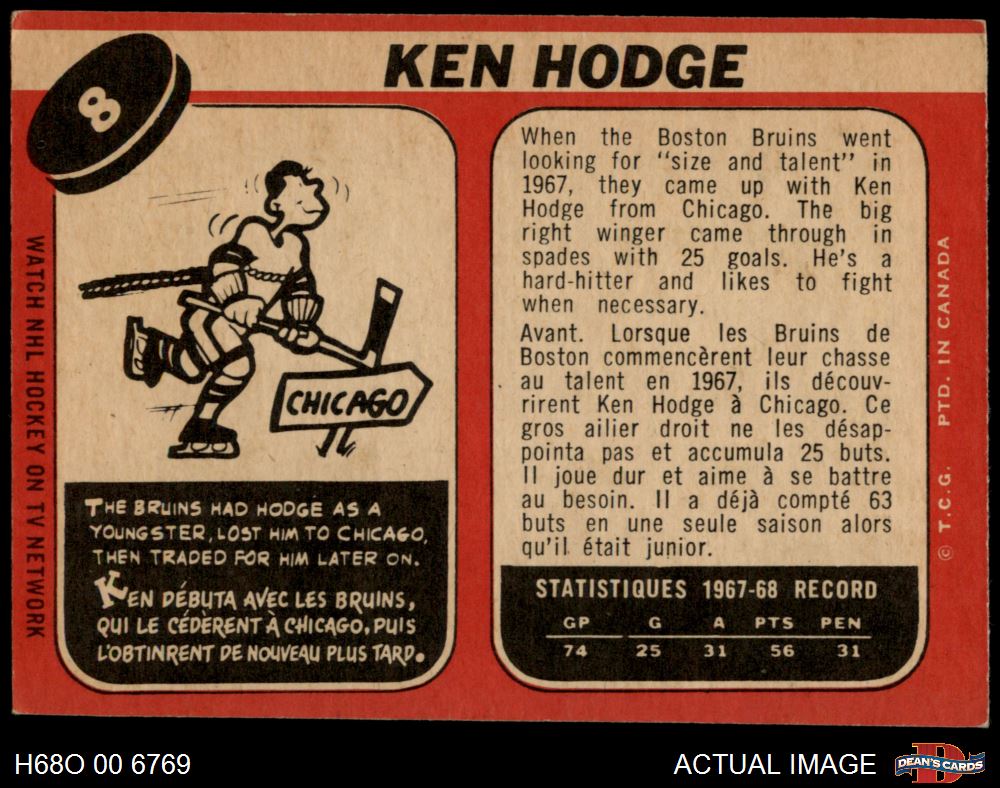 8
KEN HODGE
WATCH NHL HOCKEY ON TV NETWORK
CHICAGO
THE BRUINS HAD HODGE AS A
YOUNGSTER, LOST HIM TO CHICAGO,
THEN TRADED FOR HIM LATER ON.
KEN DÉBUTA AVEC LES BRUINS,
QUI LE CÉDÈRENT À CHICAGO, PUIS
L'OBTINRENT DE NOUVEAU PLUS TARD.
When the Boston Bruins went
looking for "size and talent" in
1967, they came up with Ken
Hodge from Chicago. The big
right winger came through in
spades with 25 goals. He's a
hard-hitter and likes to fight
when necessary.
Avant. Lorsque les Bruins de
Boston commencèrent leur chasse
au talent en 1967, ils découv-
rirent Ken Hodge à Chicago. Ce
gros ailier droit ne les désap-
pointa pas et accumula 25 buts.
Il joue dur et aime à se battre
au besoin. Il a déjà compté 63
buts en une seule saison alors
qu'il était junior.
STATISTIQUES 1967-68 RECORD
GP G A PTS PEN
74 25 31 56 31
© T.C.G. PTD. IN CANADA
H68O 00 6769
ACTUAL IMAGE
DEAN'S CARDS